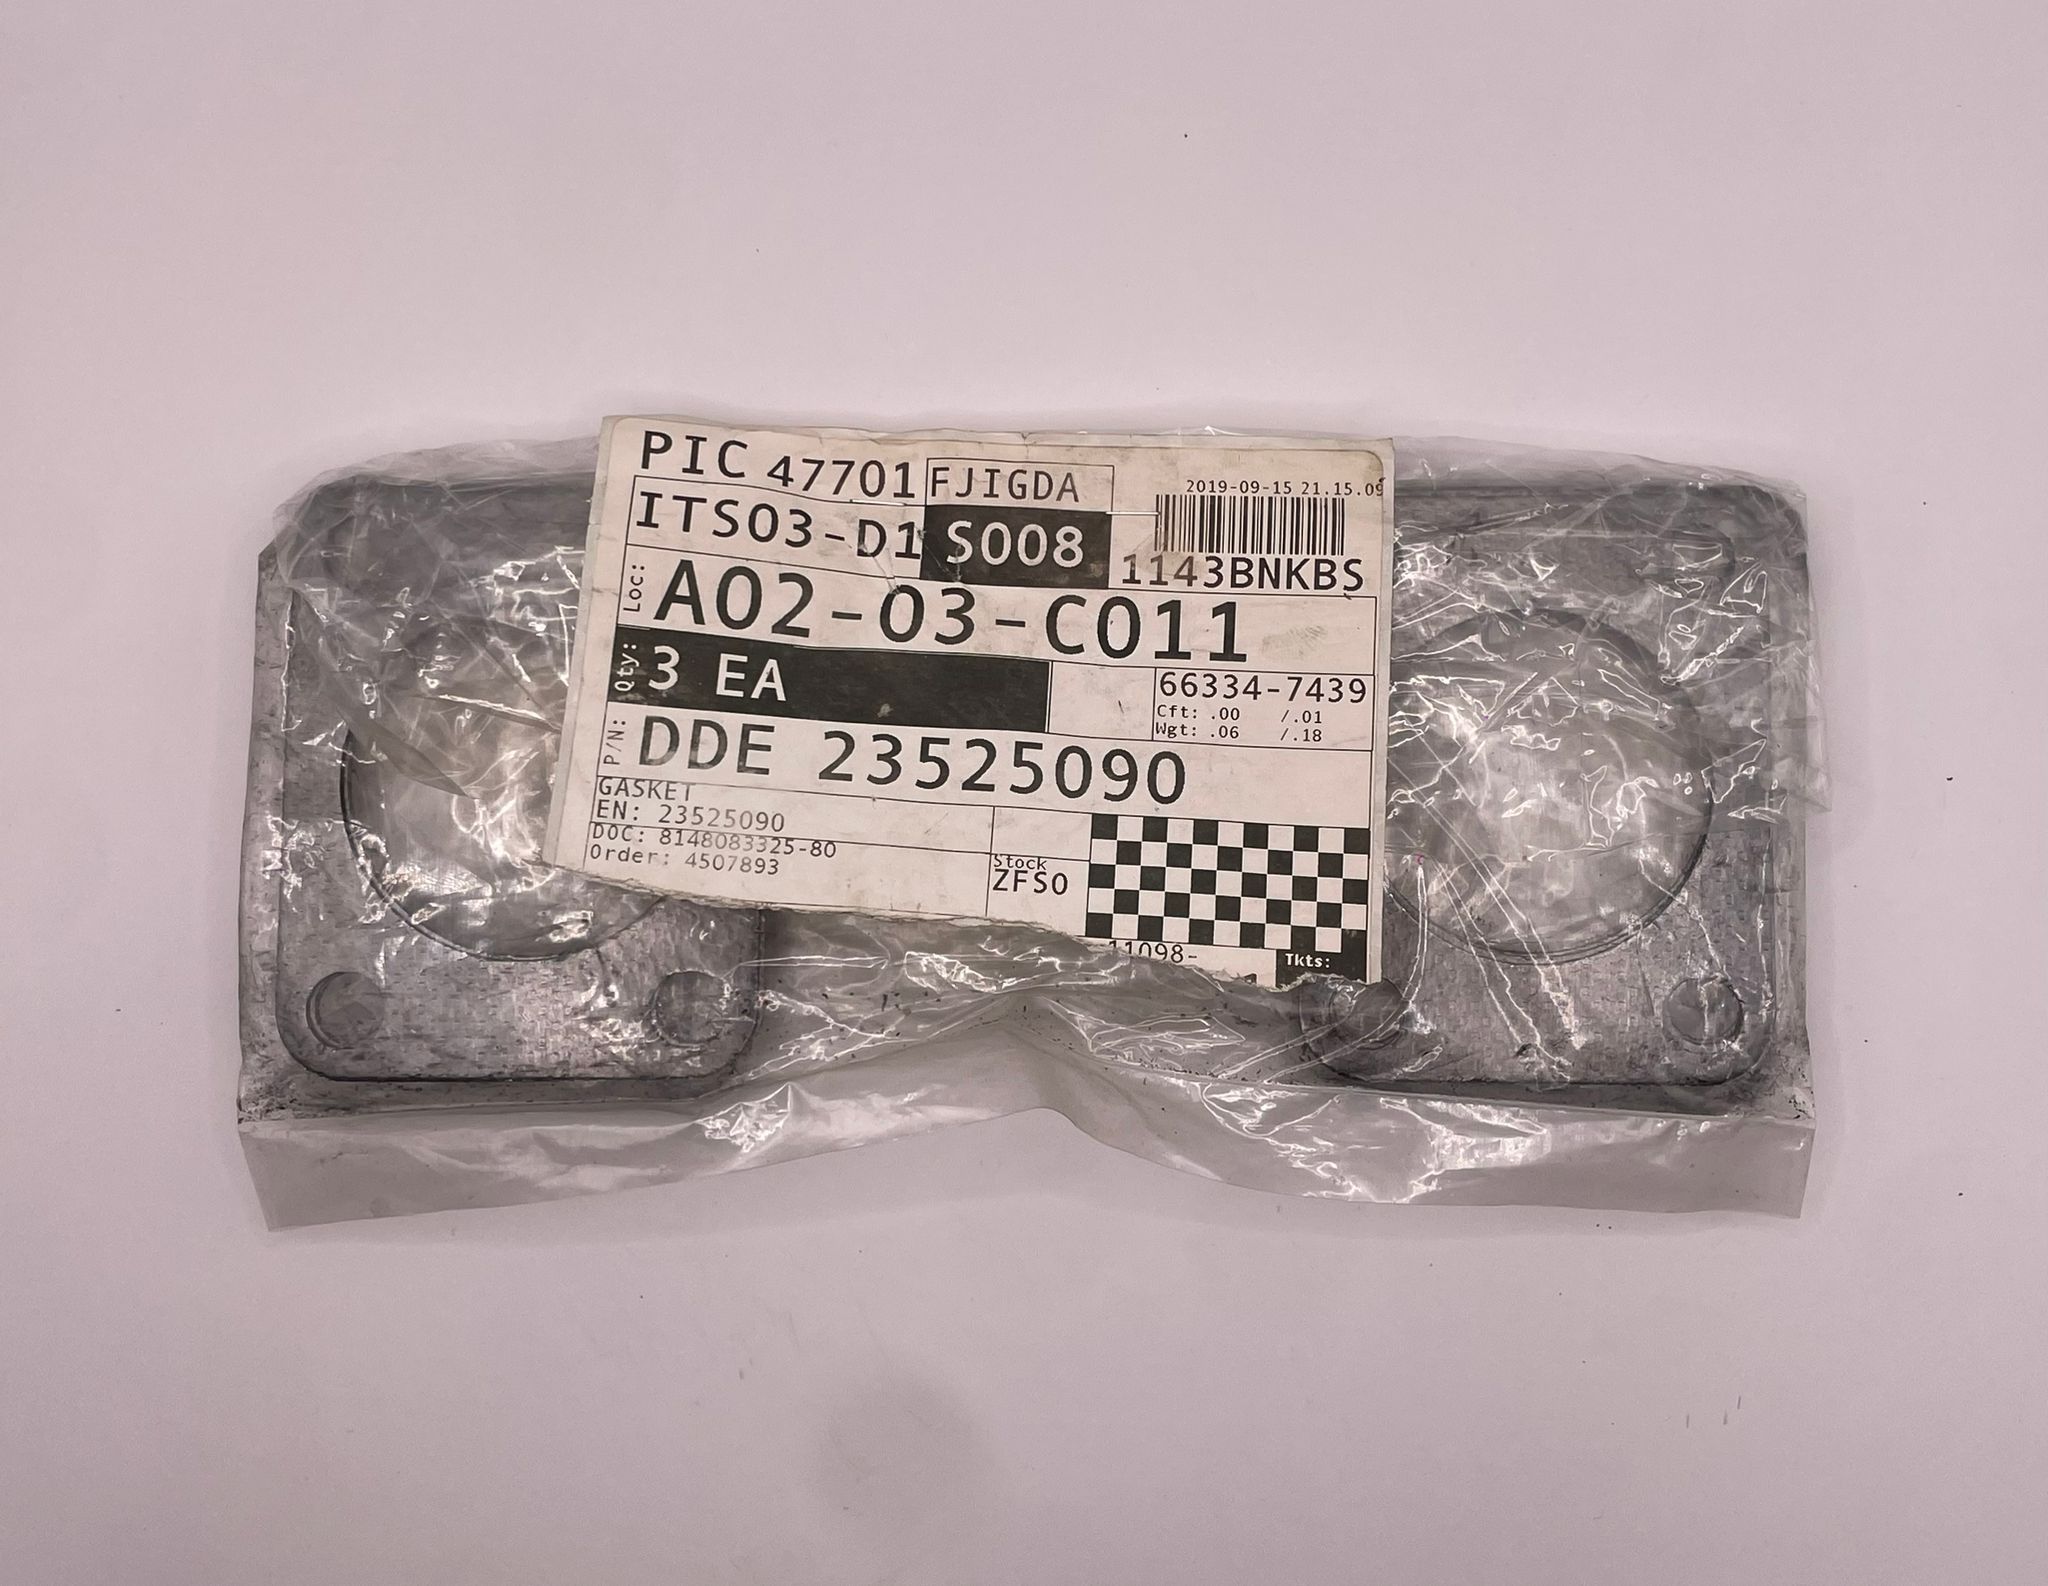 PIC 47701 FJIGDA
2019-09-15 21.15.09
ITS03-D1 S008
1143BNKBS
Loc: A02-03-C011
Qty: 3 EA
66334-7439
Cft: .00 /.01
Wgt: .06 /.18
P/N: DDE 23525090
GASKET
EN: 23525090
DOC: 8148083325-80
Order: 4507893
Stock
ZFS0
11098-
Tkts: